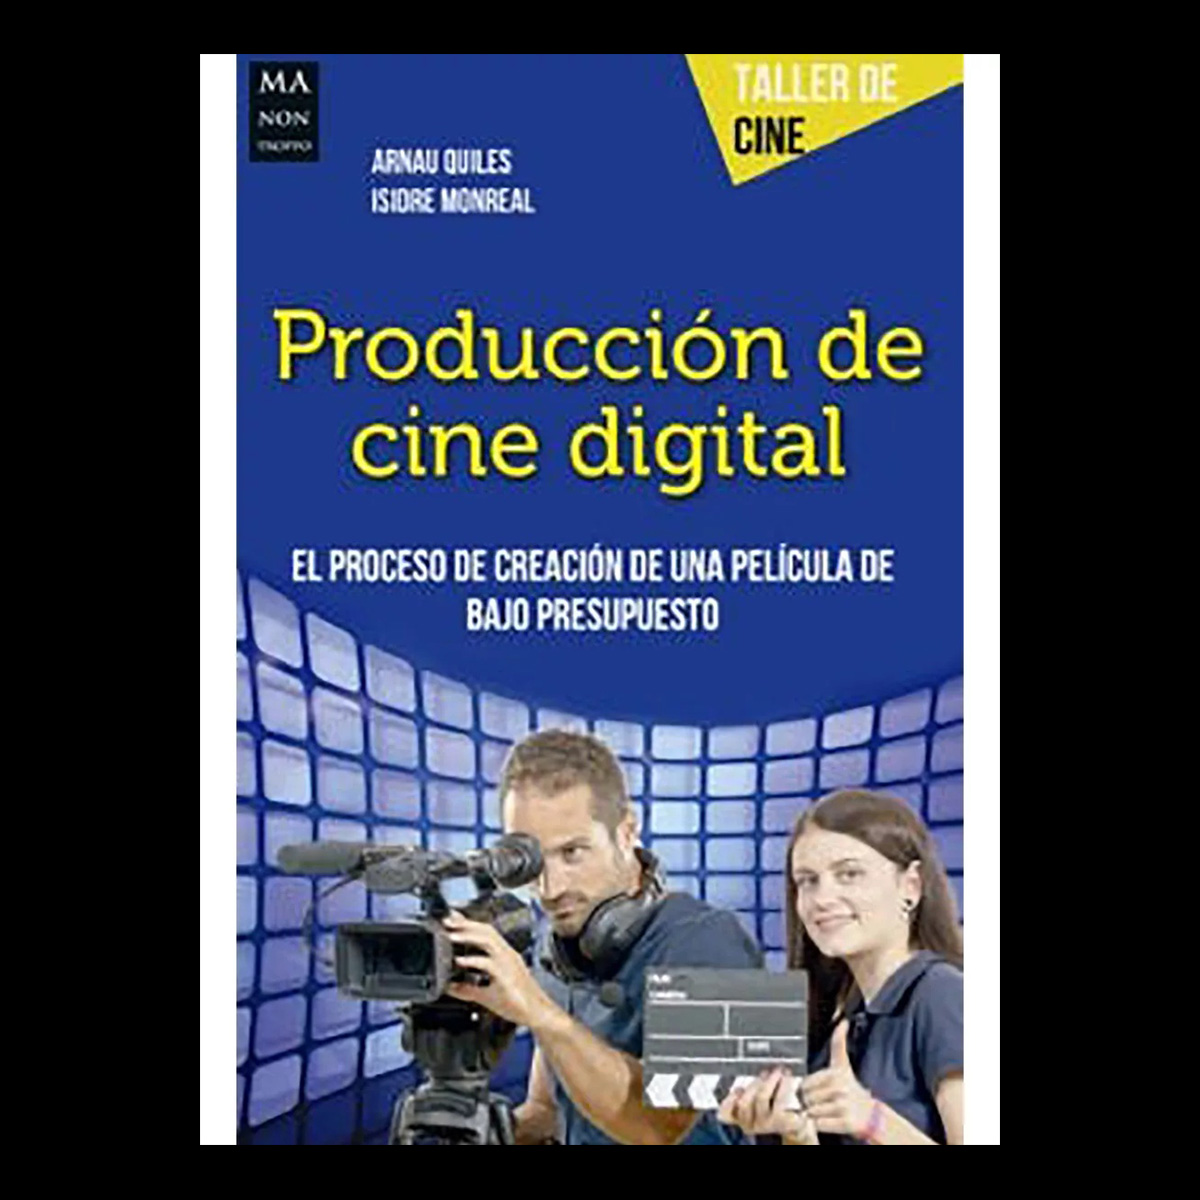 MA
NON
TROPPO
TALLER DE
CINE
ARNAU QUILES
ISIDRE MONREAL
Producción de
cine digital
EL PROCESO DE CREACIÓN DE UNA PELÍCULA DE
BAJO PRESUPUESTO